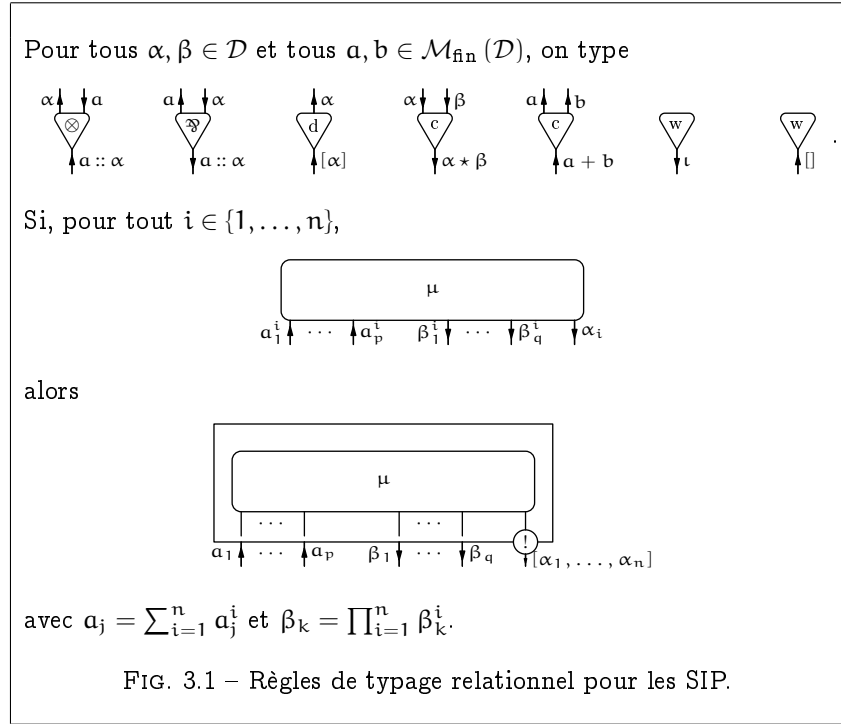 Pour tous α, β ∈ 𝒟 et tous a, b ∈ ℳ_fin (𝒟), on type
α a a α α α β a b
⊗ ⅋ d c c w w
a :: α a :: α [α] α ⋆ β a + b ι [] .
Si, pour tout i ∈ {1, . . . , n},
μ
a_1^i · · · a_p^i β_1^i · · · β_q^i α_i
alors
μ
· · · · · ·
!
a_1 · · · a_p β_1 · · · β_q [α_1, . . . , α_n]
avec a_j = ∑_{i=1}^n a_j^i et β_k = ∏_{i=1}^n β_k^i.
FIG. 3.1 – Règles de typage relationnel pour les SIP.